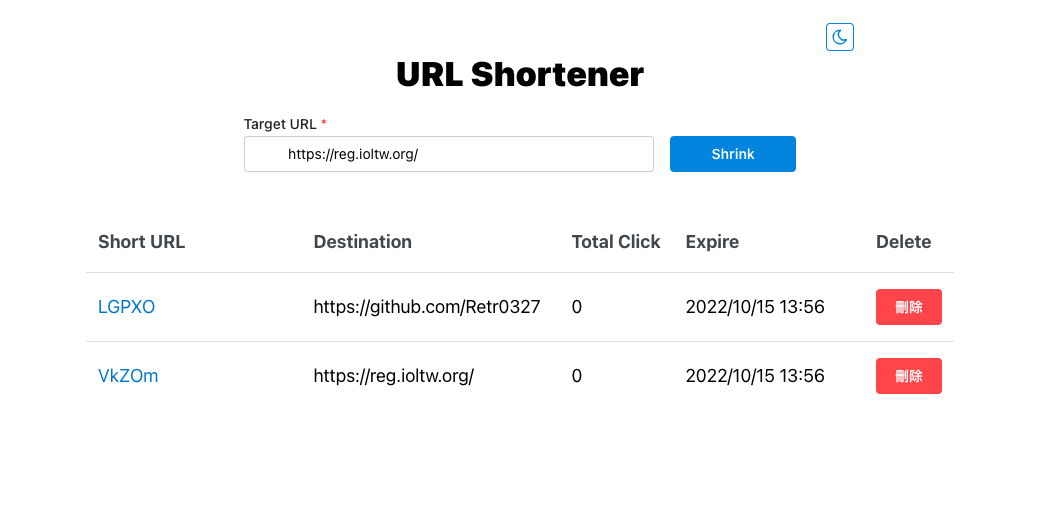 URL Shortener
Target URL *
https://reg.ioltw.org/ Shrink
Short URL Destination Total Click Expire Delete
LGPXO https://github.com/Retr0327 0 2022/10/15 13:56 刪除
VkZOm https://reg.ioltw.org/ 0 2022/10/15 13:56 刪除